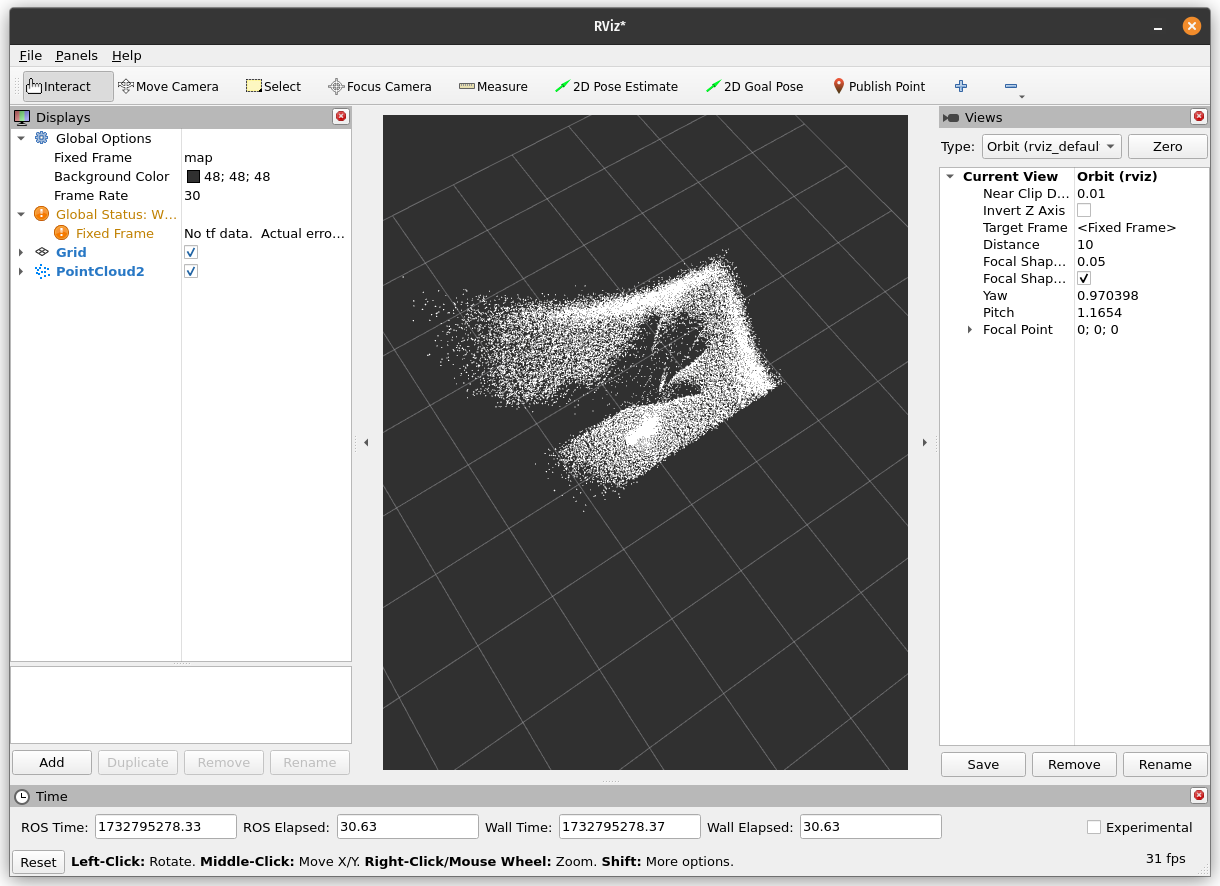 RViz*
File Panels Help
Interact Move Camera Select Focus Camera Measure 2D Pose Estimate 2D Goal Pose Publish Point
Displays
Global Options
Fixed Frame map
Background Color 48; 48; 48
Frame Rate 30
Global Status: W...
Fixed Frame No tf data.  Actual erro...
Grid
PointCloud2
Add Duplicate Remove Rename
Views
Type: Orbit (rviz_defaul Zero
Current View Orbit (rviz)
Near Clip D... 0.01
Invert Z Axis
Target Frame <Fixed Frame>
Distance 10
Focal Shap... 0.05
Focal Shap...
Yaw 0.970398
Pitch 1.1654
Focal Point 0; 0; 0
Save Remove Rename
Time
ROS Time: 1732795278.33 ROS Elapsed: 30.63 Wall Time: 1732795278.37 Wall Elapsed: 30.63 Experimental
Reset Left-Click: Rotate. Middle-Click: Move X/Y. Right-Click/Mouse Wheel: Zoom. Shift: More options. 31 fps